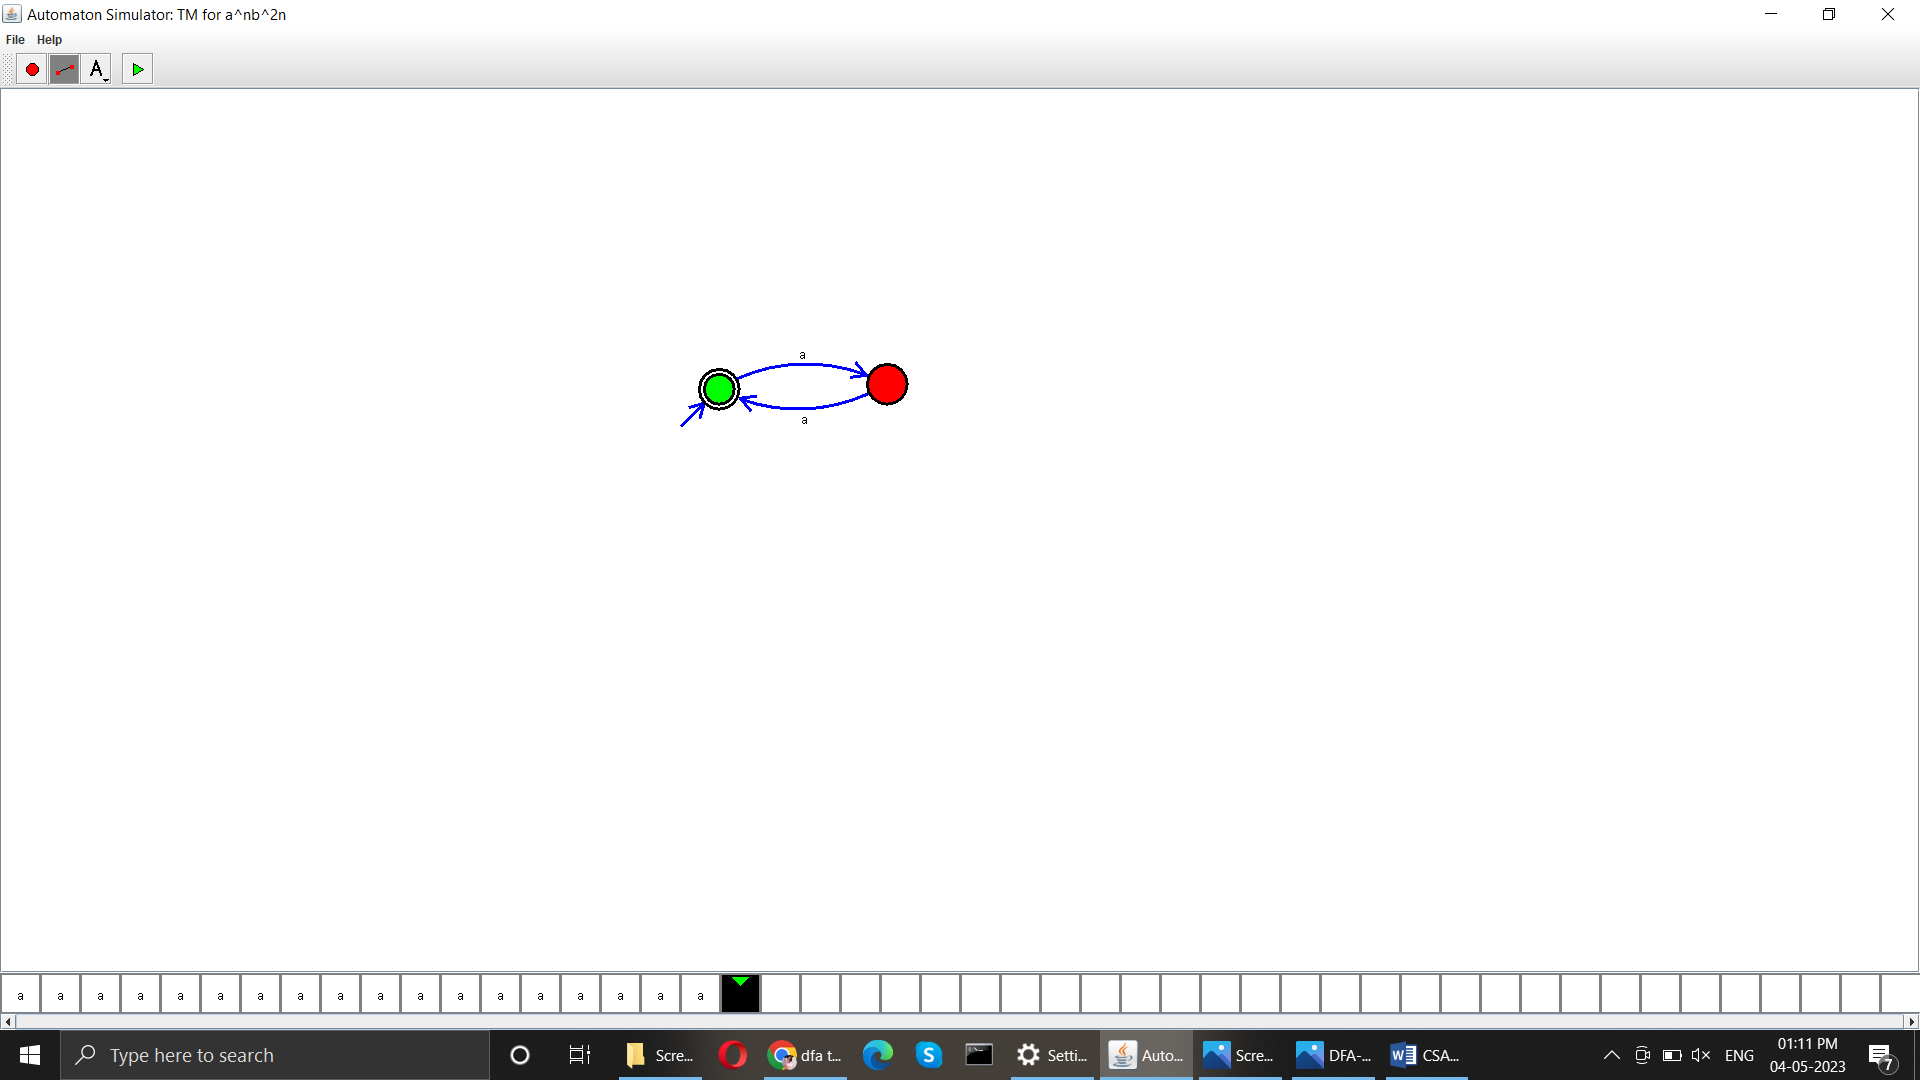 Automaton Simulator: TM for a^nb^2n
File Help
A
a
a
a a a a a a a a a a a a a a a a a a
Type here to search
Scre...
dfa t...
Setti...
Auto...
Scre...
DFA-...
CSA...
ENG
01:11 PM
04-05-2023
7